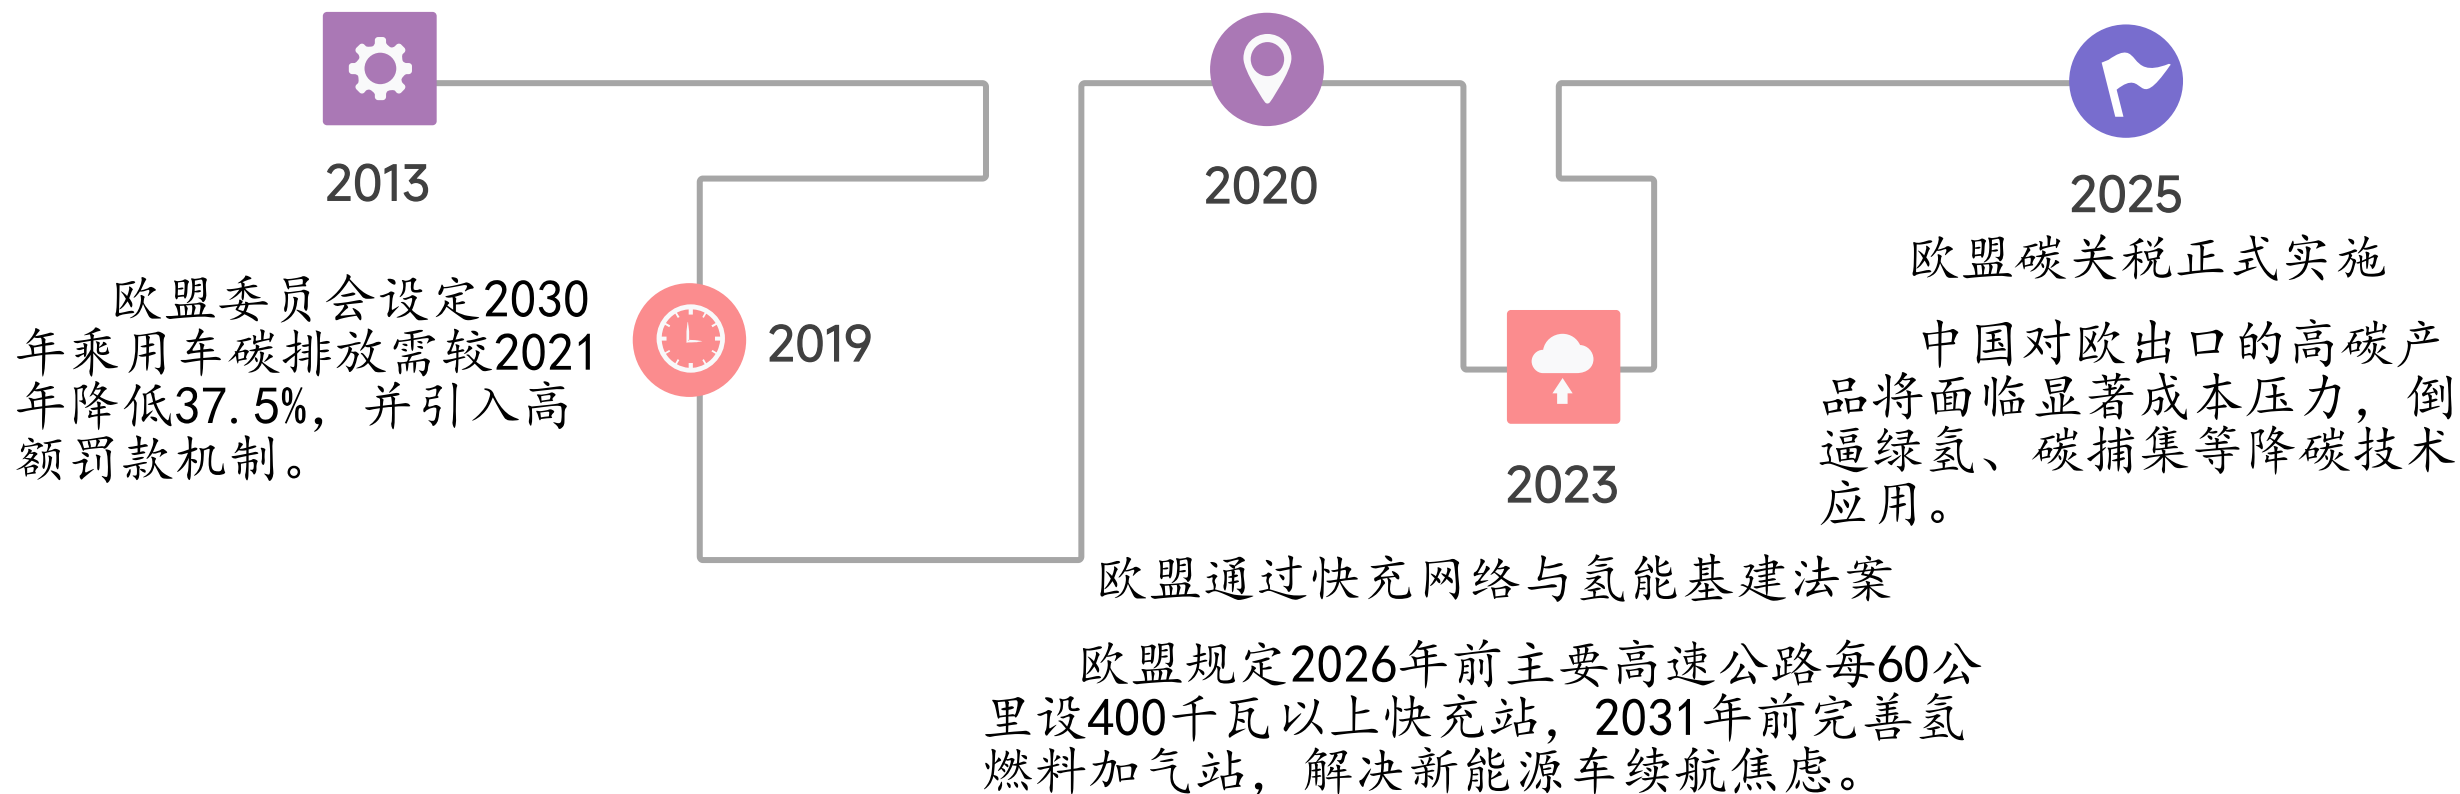 2013
欧盟委员会设定2030
年乘用车碳排放需较2021
年降低37.5%，并引入高
额罚款机制。
2019
2020
2023
欧盟通过快充网络与氢能基建法案
欧盟规定2026年前主要高速公路每60公
里设400千瓦以上快充站，2031年前完善氢
燃料加气站，解决新能源车续航焦虑。
2025
欧盟碳关税正式实施
中国对欧出口的高碳产
品将面临显著成本压力，倒
逼绿氢、碳捕集等降碳技术
应用。